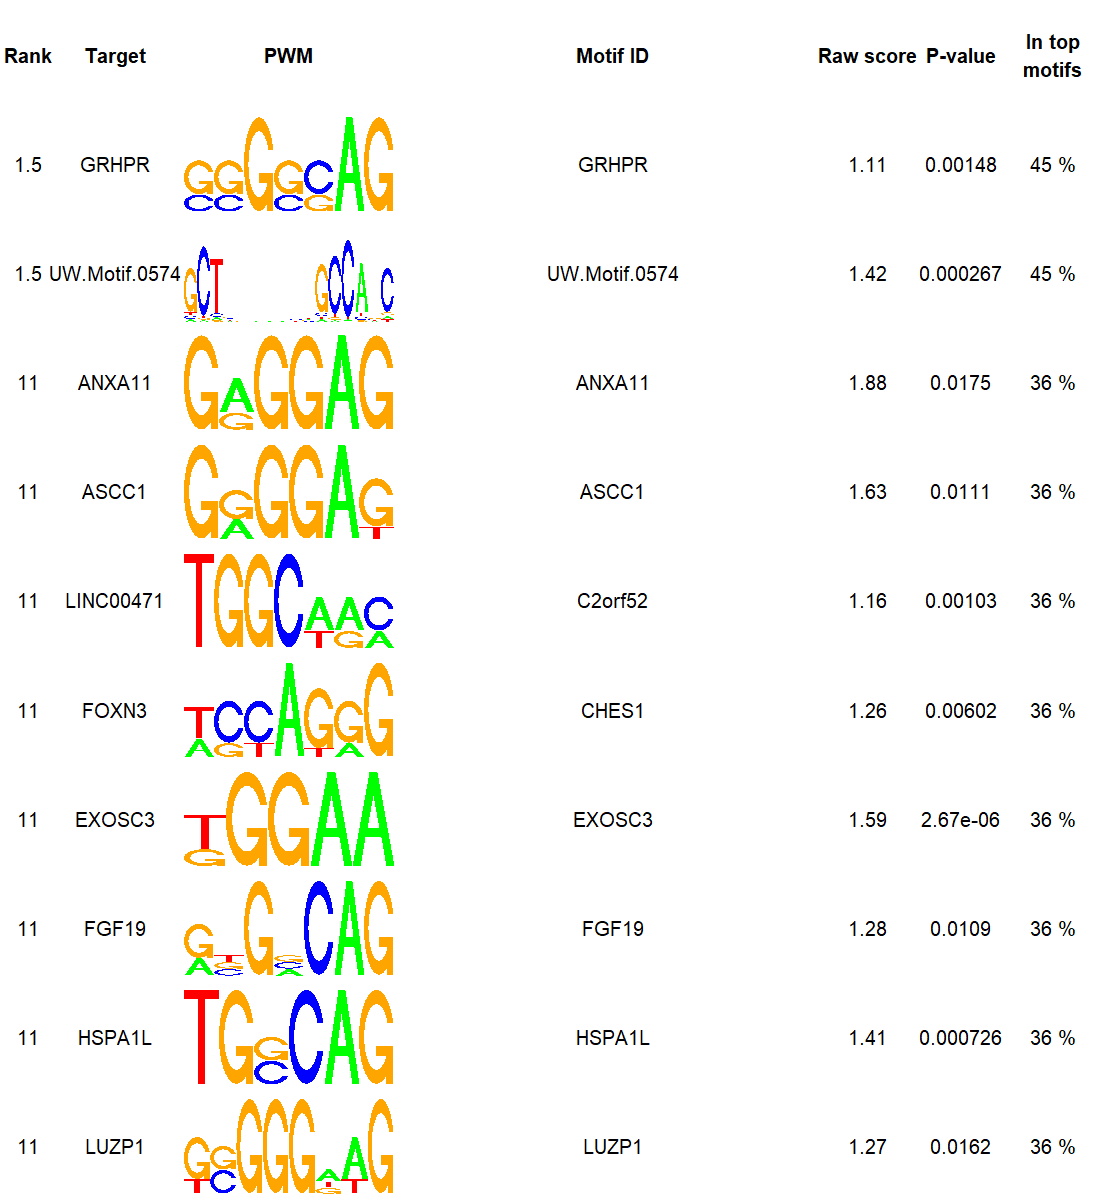 Rank Target PWM Motif ID Raw score P-value In top motifs
1.5 GRHPR GRHPR 1.11 0.00148 45 %
1.5 UW.Motif.0574 UW.Motif.0574 1.42 0.000267 45 %
11 ANXA11 ANXA11 1.88 0.0175 36 %
11 ASCC1 ASCC1 1.63 0.0111 36 %
11 LINC00471 C2orf52 1.16 0.00103 36 %
11 FOXN3 CHES1 1.26 0.00602 36 %
11 EXOSC3 EXOSC3 1.59 2.67e-06 36 %
11 FGF19 FGF19 1.28 0.0109 36 %
11 HSPA1L HSPA1L 1.41 0.000726 36 %
11 LUZP1 LUZP1 1.27 0.0162 36 %